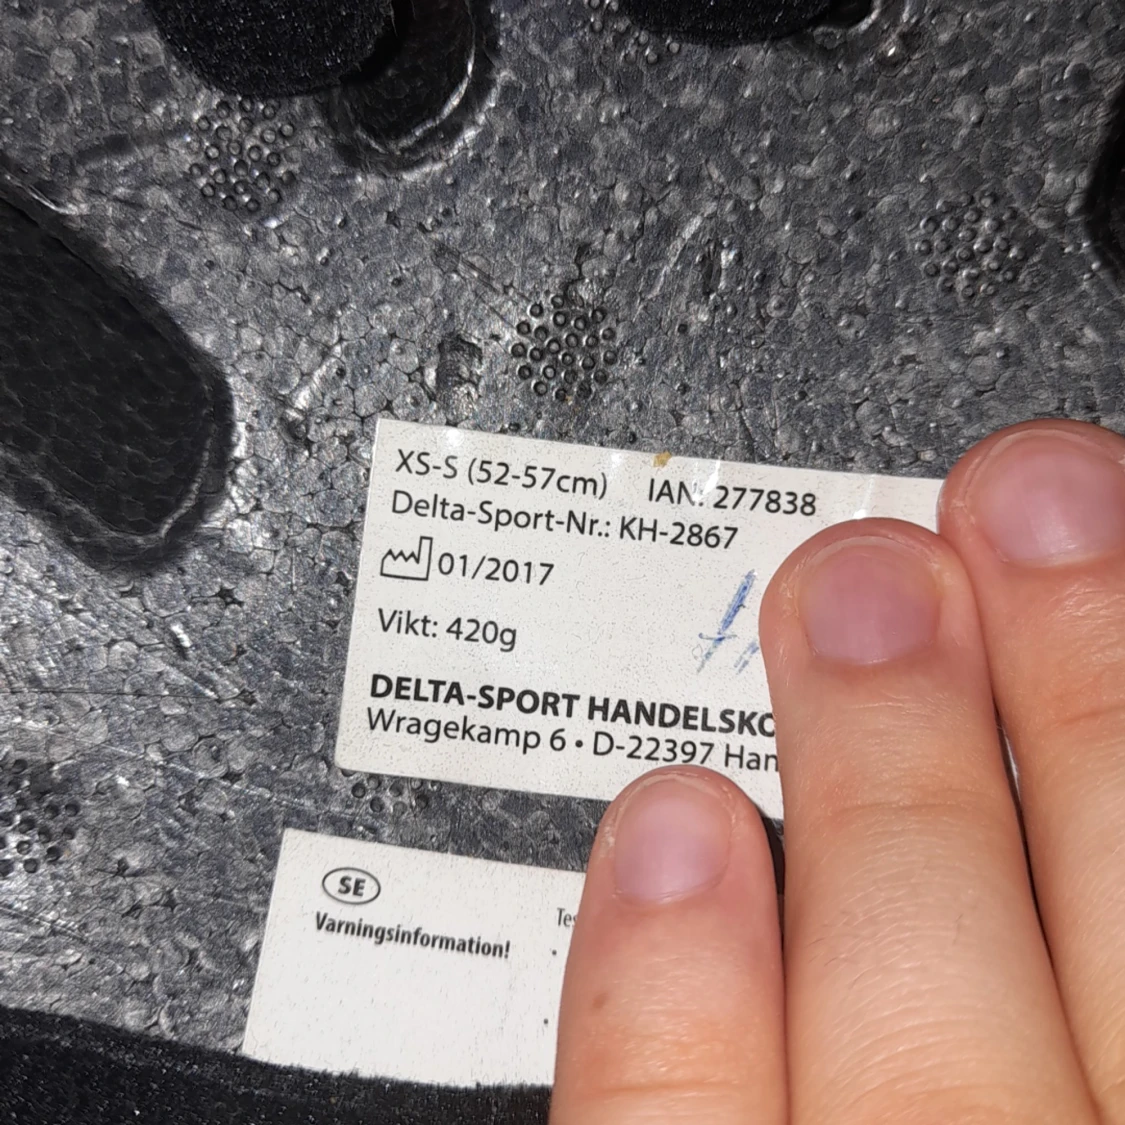 XS-S (52-57cm) IAN: 277838
Delta-Sport-Nr.: KH-2867
01/2017
Vikt: 420g
DELTA-SPORT HANDELSKO
Wragekamp 6 • D-22397 Han
SE
Varningsinformation!